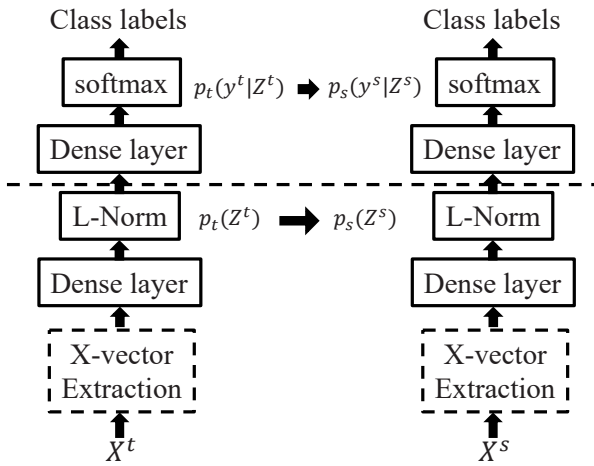 Class labels Class labels
softmax p_t(y^t|Z^t) p_s(y^s|Z^s) softmax
Dense layer Dense layer
L-Norm p_t(Z^t) p_s(Z^s) L-Norm
Dense layer Dense layer
X-vector X-vector
Extraction Extraction
X^t X^s